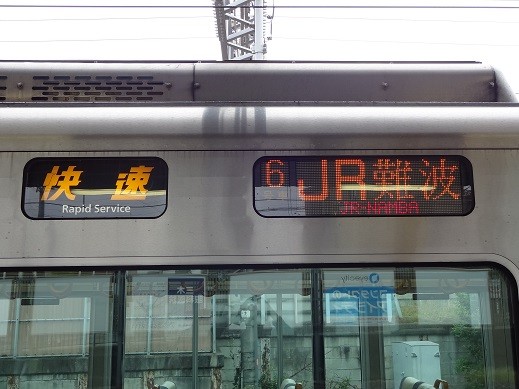 快速
Rapid Service
6 JR難波
JR-NAMBA